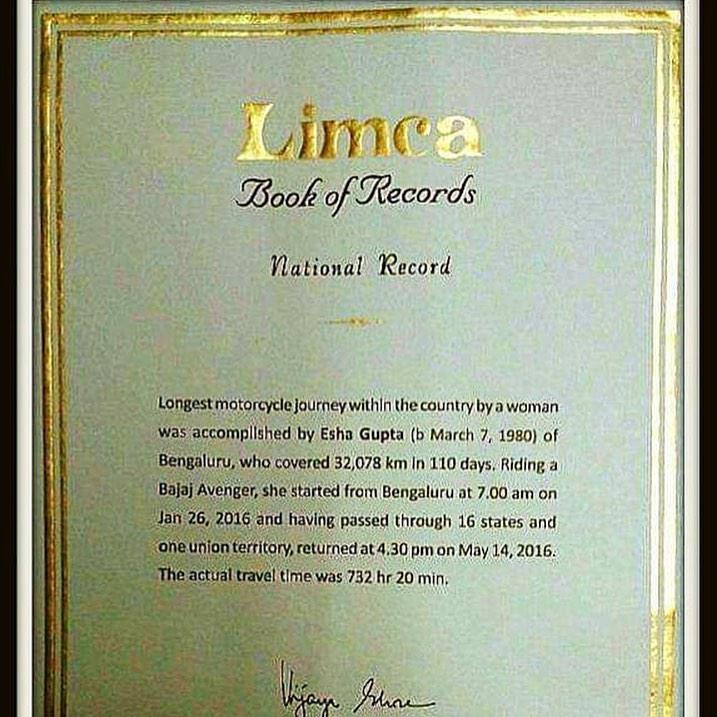 Limca
Book of Records
National Record
Longest motorcycle journey within the country by a woman
was accomplished by Esha Gupta (b March 7, 1980) of
Bengaluru, who covered 32,078 km in 110 days. Riding a
Bajaj Avenger, she started from Bengaluru at 7.00 am on
Jan 26, 2016 and having passed through 16 states and
one union territory, returned at 4.30 pm on May 14, 2016.
The actual travel time was 732 hr 20 min.
Vijaya